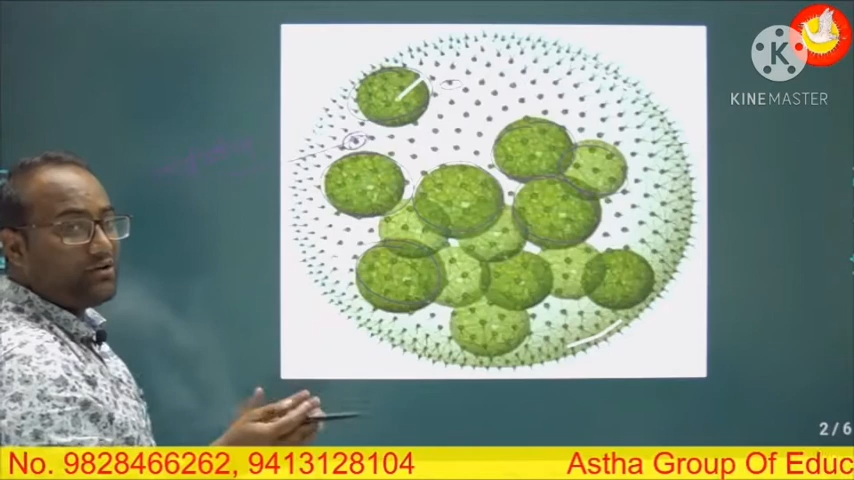 K
KINEMASTER
2/6
No. 9828466262, 9413128104
Astha Group Of Educ